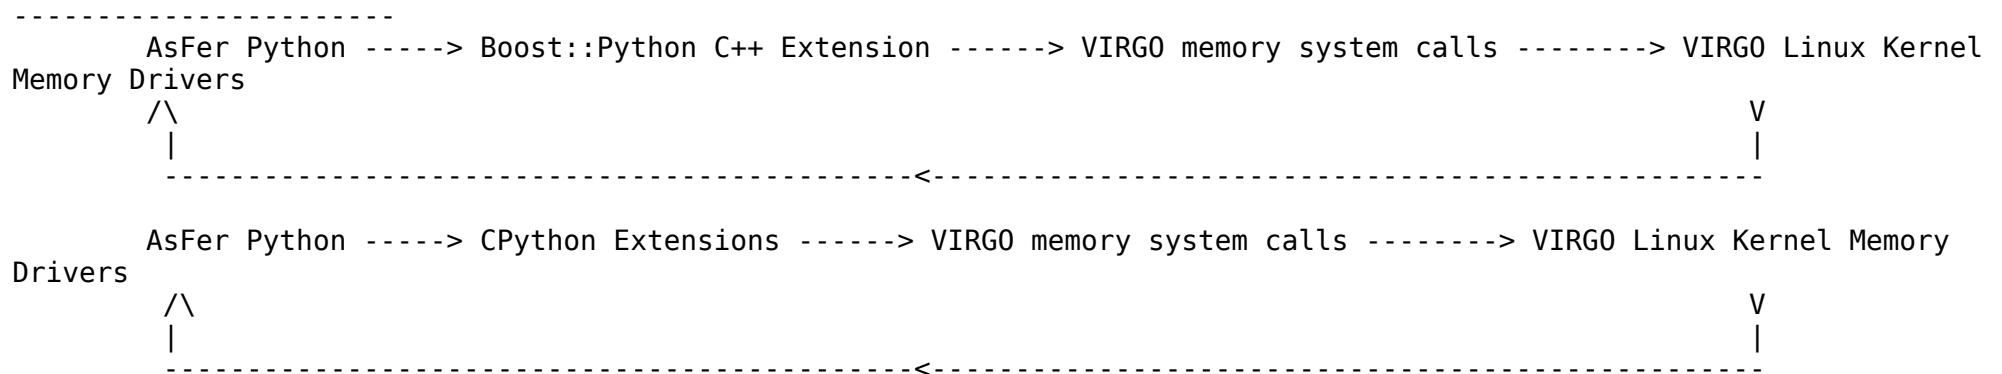 -----------------------
AsFer Python -----> Boost::Python C++ Extension ------> VIRGO memory system calls --------> VIRGO Linux Kernel
Memory Drivers
/\ V
| |
---------------------------------------------<--------------------------------------------------
AsFer Python -----> CPython Extensions ------> VIRGO memory system calls --------> VIRGO Linux Kernel Memory
Drivers
/\ V
| |
---------------------------------------------<--------------------------------------------------